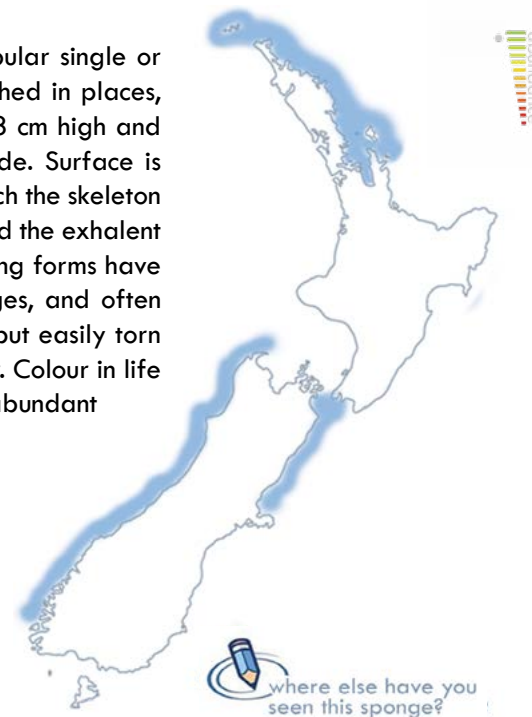 bular single or
hed in places,
3 cm high and
de. Surface is
ch the skeleton
d the exhalent
ng forms have
ges, and often
out easily torn
. Colour in life
abundant
where else have you
seen this sponge?